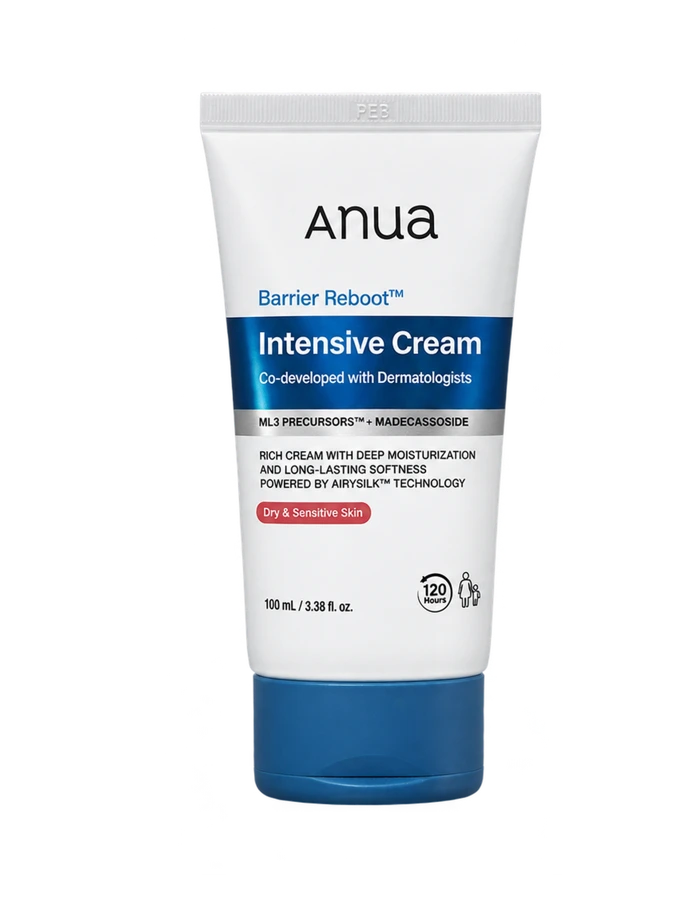 PE3
Anua
Barrier Reboot™
Intensive Cream
Co-developed with Dermatologists
ML3 PRECURSORS™ + MADECASSOSIDE
RICH CREAM WITH DEEP MOISTURIZATION
AND LONG-LASTING SOFTNESS
POWERED BY AIRYSILK™ TECHNOLOGY
Dry & Sensitive Skin
120
Hours
100 mL / 3.38 fl. oz.